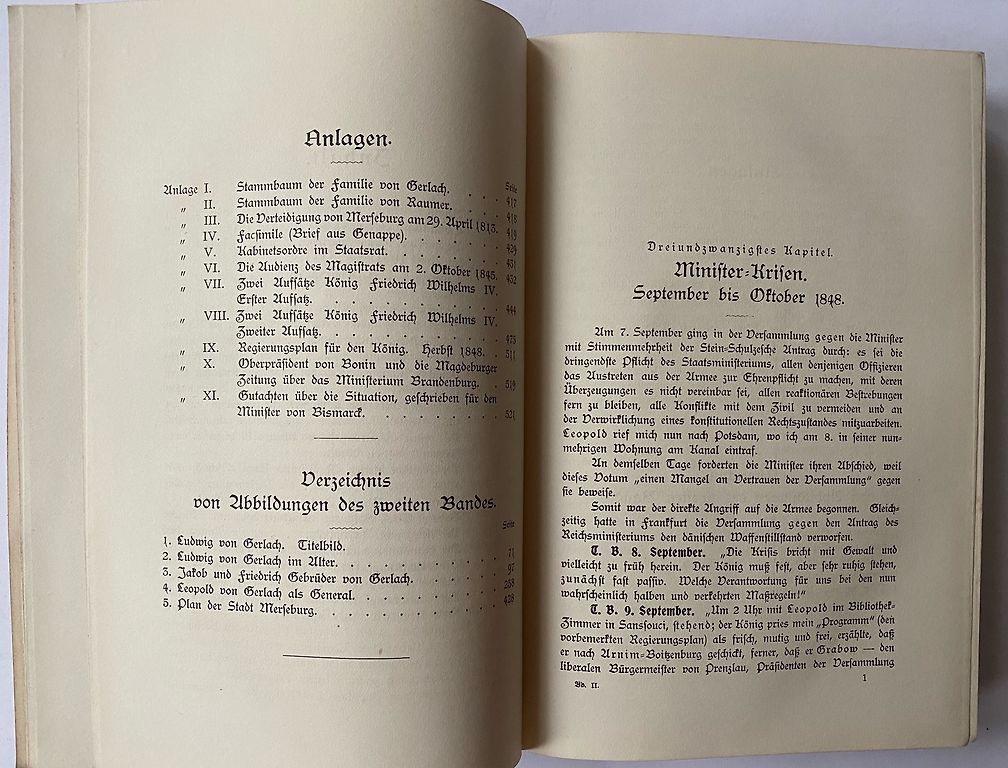 Anlagen.
Seite
Anlage I. Stammbaum der Familie von Gerlach. . . 417
„ II. Stammbaum der Familie von Raumer. . . 418
„ III. Die Verteidigung von Merseburg am 29. April 1813. 419
„ IV. Facsimile (Brief aus Genappe). . . . . . 429
„ V. Kabinetsordre im Staatsrat. . . . . . . 431
„ VI. Die Audienz des Magistrats am 2. Oktober 1845. 432
„ VII. Zwei Aufsätze König Friedrich Wilhelms IV.
Erster Aufsatz. . . . . . . . . . 444
„ VIII. Zwei Aufsätze König Friedrich Wilhelms IV.
Zweiter Aufsatz. . . . . . . . . . 475
„ IX. Regierungsplan für den König. Herbst 1848. . 511
„ X. Oberpräsident von Bonin und die Magdeburger
Zeitung über das Ministerium Brandenburg. . 519
„ XI. Gutachten über die Situation, geschrieben für den
Minister von Bismarck. . . . . . . . 521
Verzeichnis
von Abbildungen des zweiten Bandes.
Seite
1. Ludwig von Gerlach. Titelbild.
2. Ludwig von Gerlach im Alter. . . . . . . . 71
3. Jakob und Friedrich Gebrüder von Gerlach. . . . . 97
4. Leopold von Gerlach als General. . . . . . . . 258
5. Plan der Stadt Merseburg. . . . . . . . . 428
Dreiundzwanzigstes Kapitel.
Minister-Krisen.
September bis Oktober 1848.
Am 7. September ging in der Versammlung gegen die Minister
mit Stimmenmehrheit der Stein-Schulzesche Antrag durch: es sei die
dringendste Pflicht des Staatsministeriums, allen denjenigen Offizieren
das Austreten aus der Armee zur Ehrenpflicht zu machen, mit deren
Überzeugungen es nicht vereinbar sei, allen reaktionären Bestrebungen
fern zu bleiben, alle Konflikte mit dem Zivil zu vermeiden und an
der Verwirklichung eines konstitutionellen Rechtszustandes mitzuarbeiten.
Leopold rief mich nun nach Potsdam, wo ich am 8. in seiner nun-
mehrigen Wohnung am Kanal eintraf.
An demselben Tage forderten die Minister ihren Abschied, weil
dieses Votum „einen Mangel an Vertrauen der Versammlung“ gegen
sie beweise.
Somit war der direkte Angriff auf die Armee begonnen. Gleich-
zeitig hatte in Frankfurt die Versammlung gegen den Antrag des
Reichsministeriums den dänischen Waffenstillstand verworfen.
T. B. 8. September. „Die Krisis bricht mit Gewalt und
vielleicht zu früh herein. Der König muß fest, aber sehr ruhig stehen,
zunächst fast passiv. Welche Verantwortung für uns bei den nun
wahrscheinlich halben und verkehrten Maßregeln!“
T. B. 9. September. „Um 2 Uhr mit Leopold im Bibliothek-
Zimmer in Sanssouci, stehend; der König pries mein „Programm“ (den
vorbemerkten Regierungsplan) als frisch, mutig und frei, erzählte, daß
er nach Arnim-Boitzenburg geschickt, ferner, daß er Grabow — den
liberalen Bürgermeister von Prenzlau, Präsidenten der Versammlung
Bd. II.
1